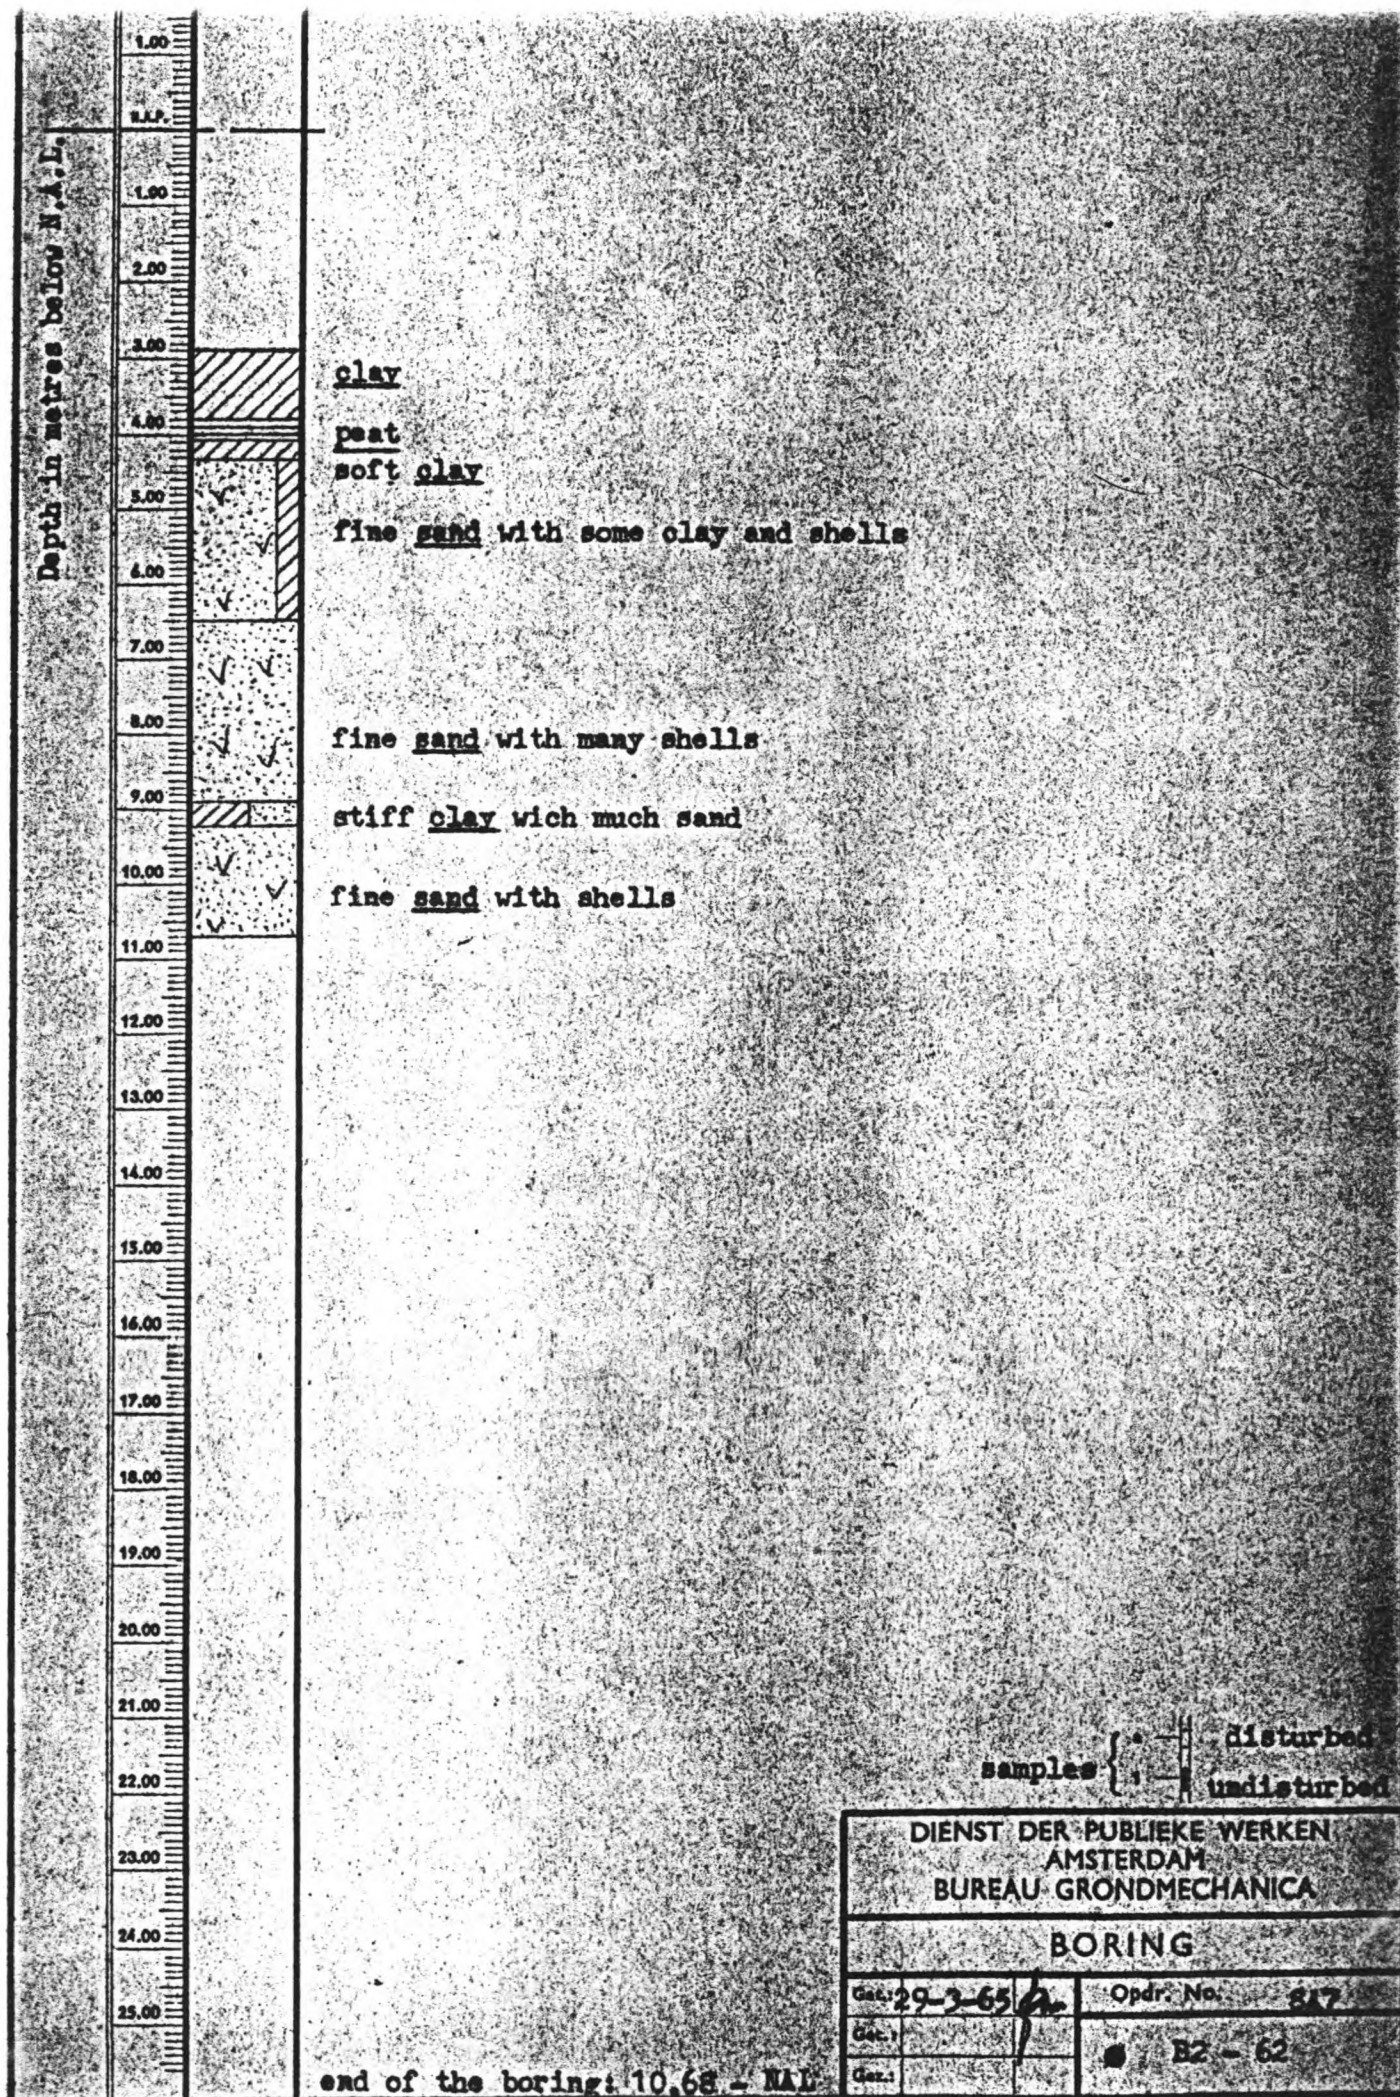 Depth in metres below N.A.L.
1.00
N.A.P.
1.00
2.00
3.00
4.00
5.00
6.00
7.00
8.00
9.00
10.00
11.00
12.00
13.00
14.00
15.00
16.00
17.00
18.00
19.00
20.00
21.00
22.00
23.00
24.00
25.00
clay
peat
soft clay
fine sand with some clay and shells
fine sand with many shells
stiff clay wich much sand
fine sand with shells
end of the boring: 10.68 - NAL
samples
disturbed
undisturbed
DIENST DER PUBLIEKE WERKEN
AMSTERDAM
BUREAU GRONDMECHANICA
BORING
29-3-65
Opdr. No.
B2 - 62